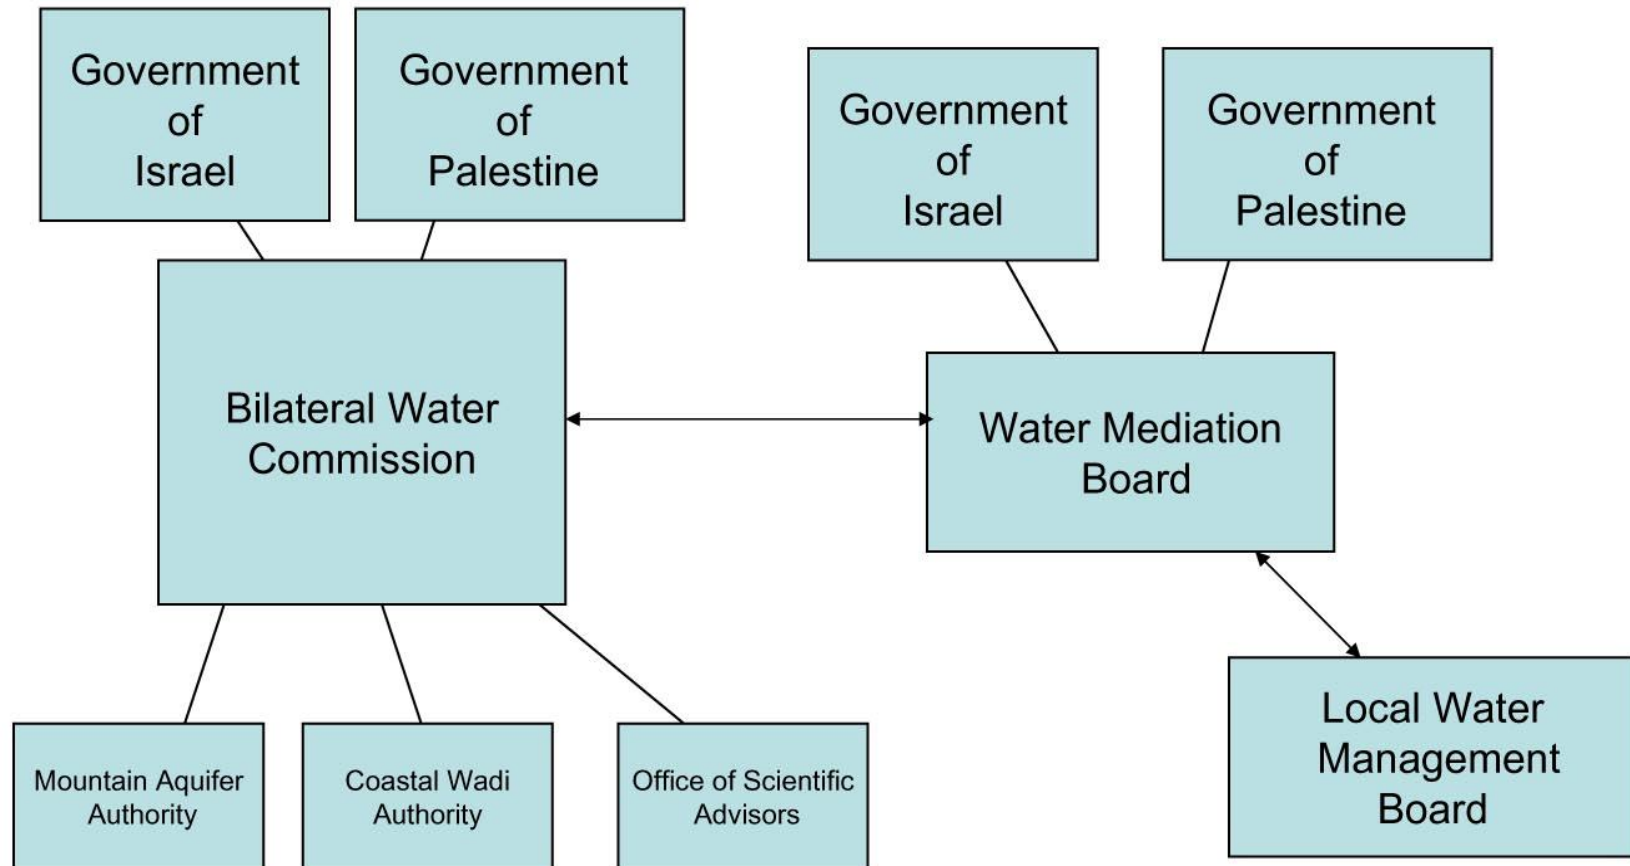 Government
of
Israel
Government
of
Palestine
Government
of
Israel
Government
of
Palestine
Bilateral Water
Commission
Water Mediation
Board
Local Water
Management
Board
Mountain Aquifer
Authority
Coastal Wadi
Authority
Office of Scientific
Advisors